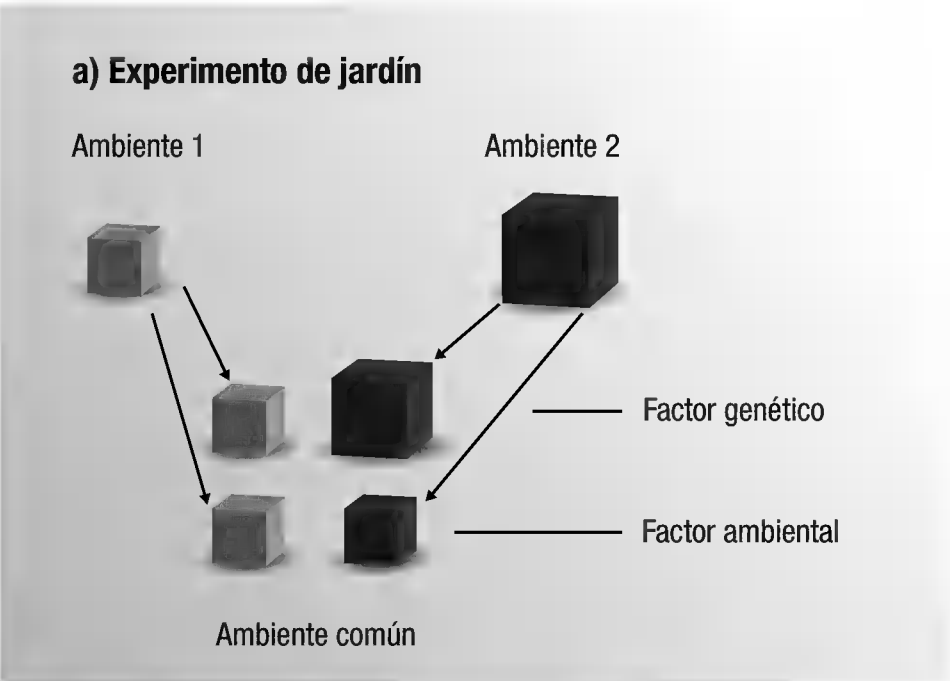 a) Experimento de jardín
Ambiente 1
Ambiente 2
Factor genético
Factor ambiental
Ambiente común